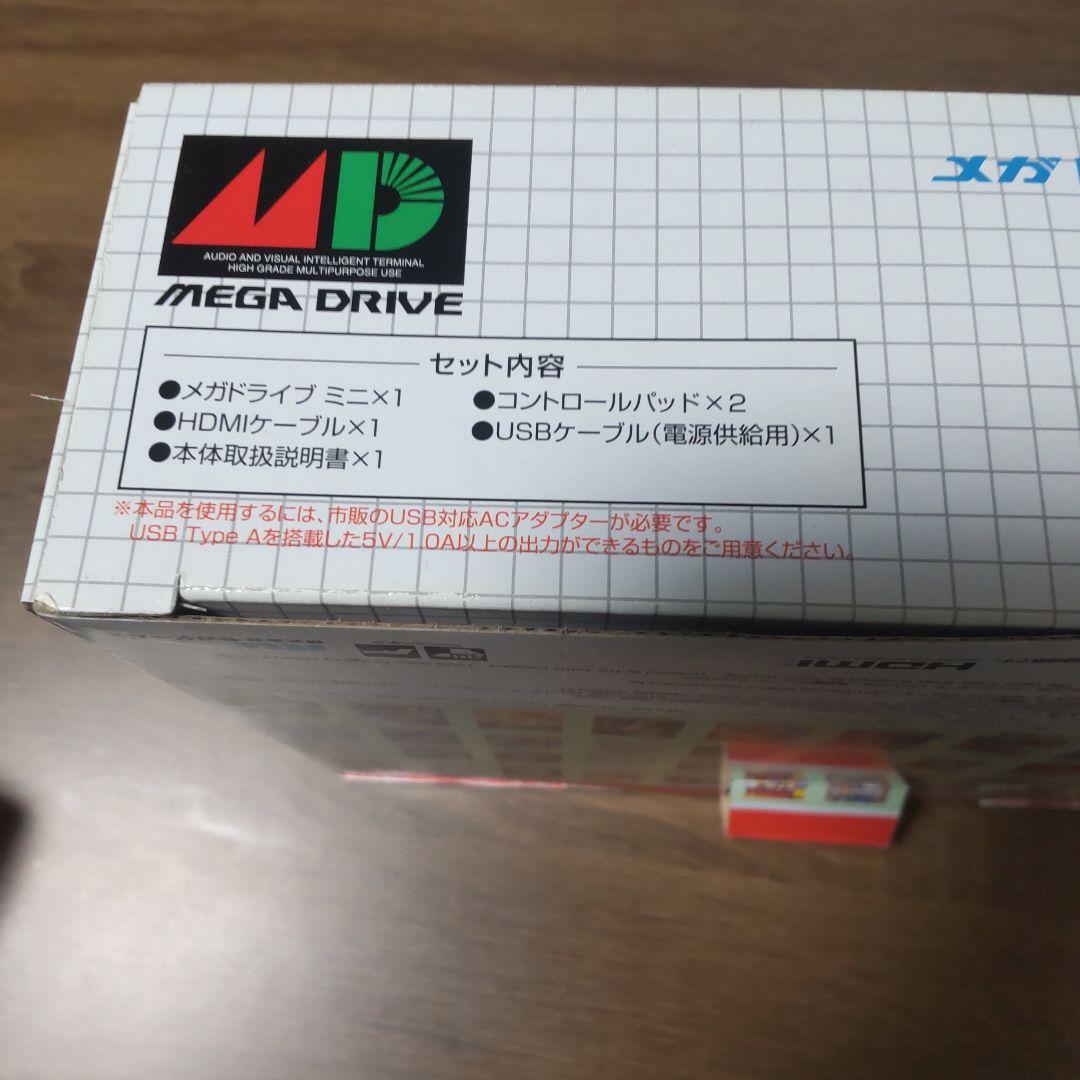 MD
AUDIO AND VISUAL INTELLIGENT TERMINAL
HIGH GRADE MULTIPURPOSE USE
MEGA DRIVE
メガ
セット内容
●メガドライブ ミニ×1
●コントロールパッド×2
●HDMIケーブル×1
●USBケーブル(電源供給用)×1
●本体取扱説明書×1
※本品を使用するには、市販のUSB対応ACアダプターが必要です。
USB Type Aを搭載した5V/1.0A以上の出力ができるものをご用意ください。
HDMI